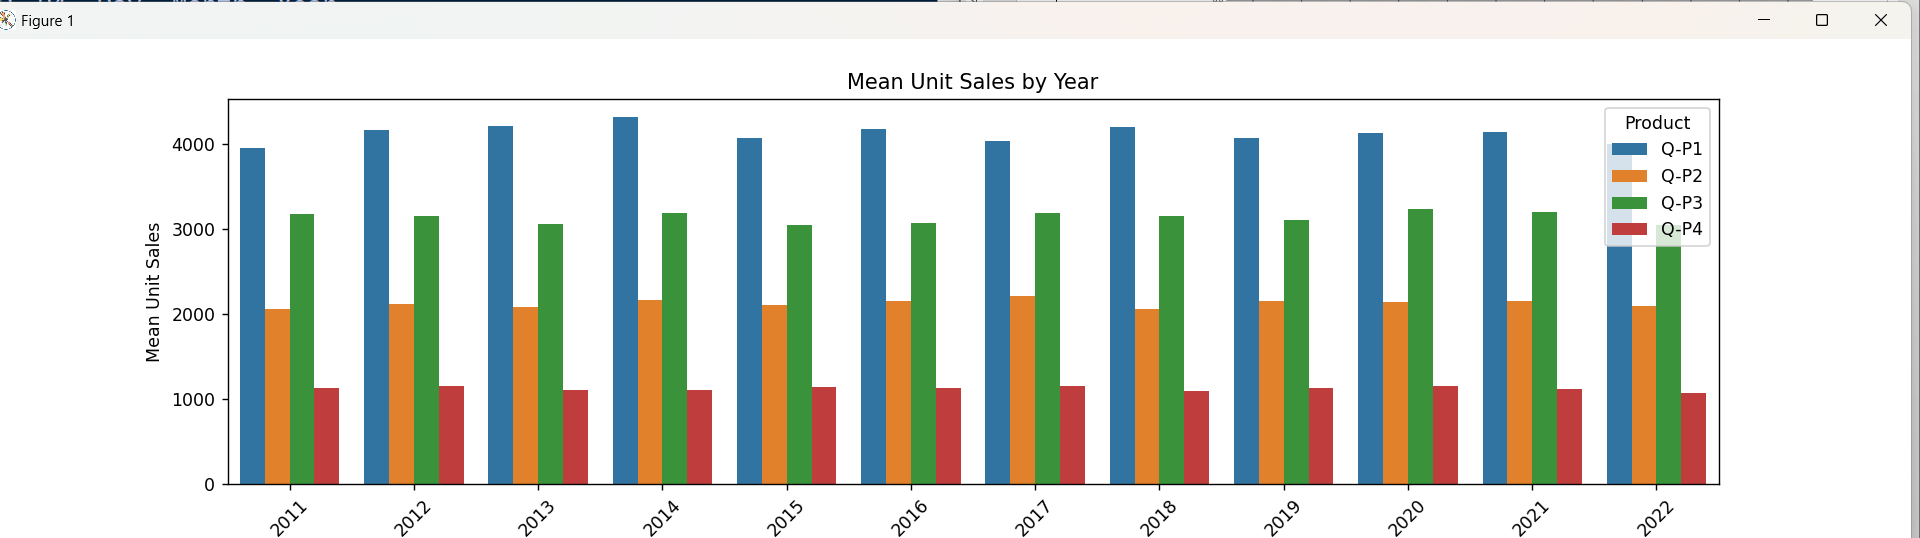 Figure 1
Mean Unit Sales by Year
Mean Unit Sales
4000
3000
2000
1000
0
Product
Q-P1
Q-P2
Q-P3
Q-P4
2011
2012
2013
2014
2015
2016
2017
2018
2019
2020
2021
2022